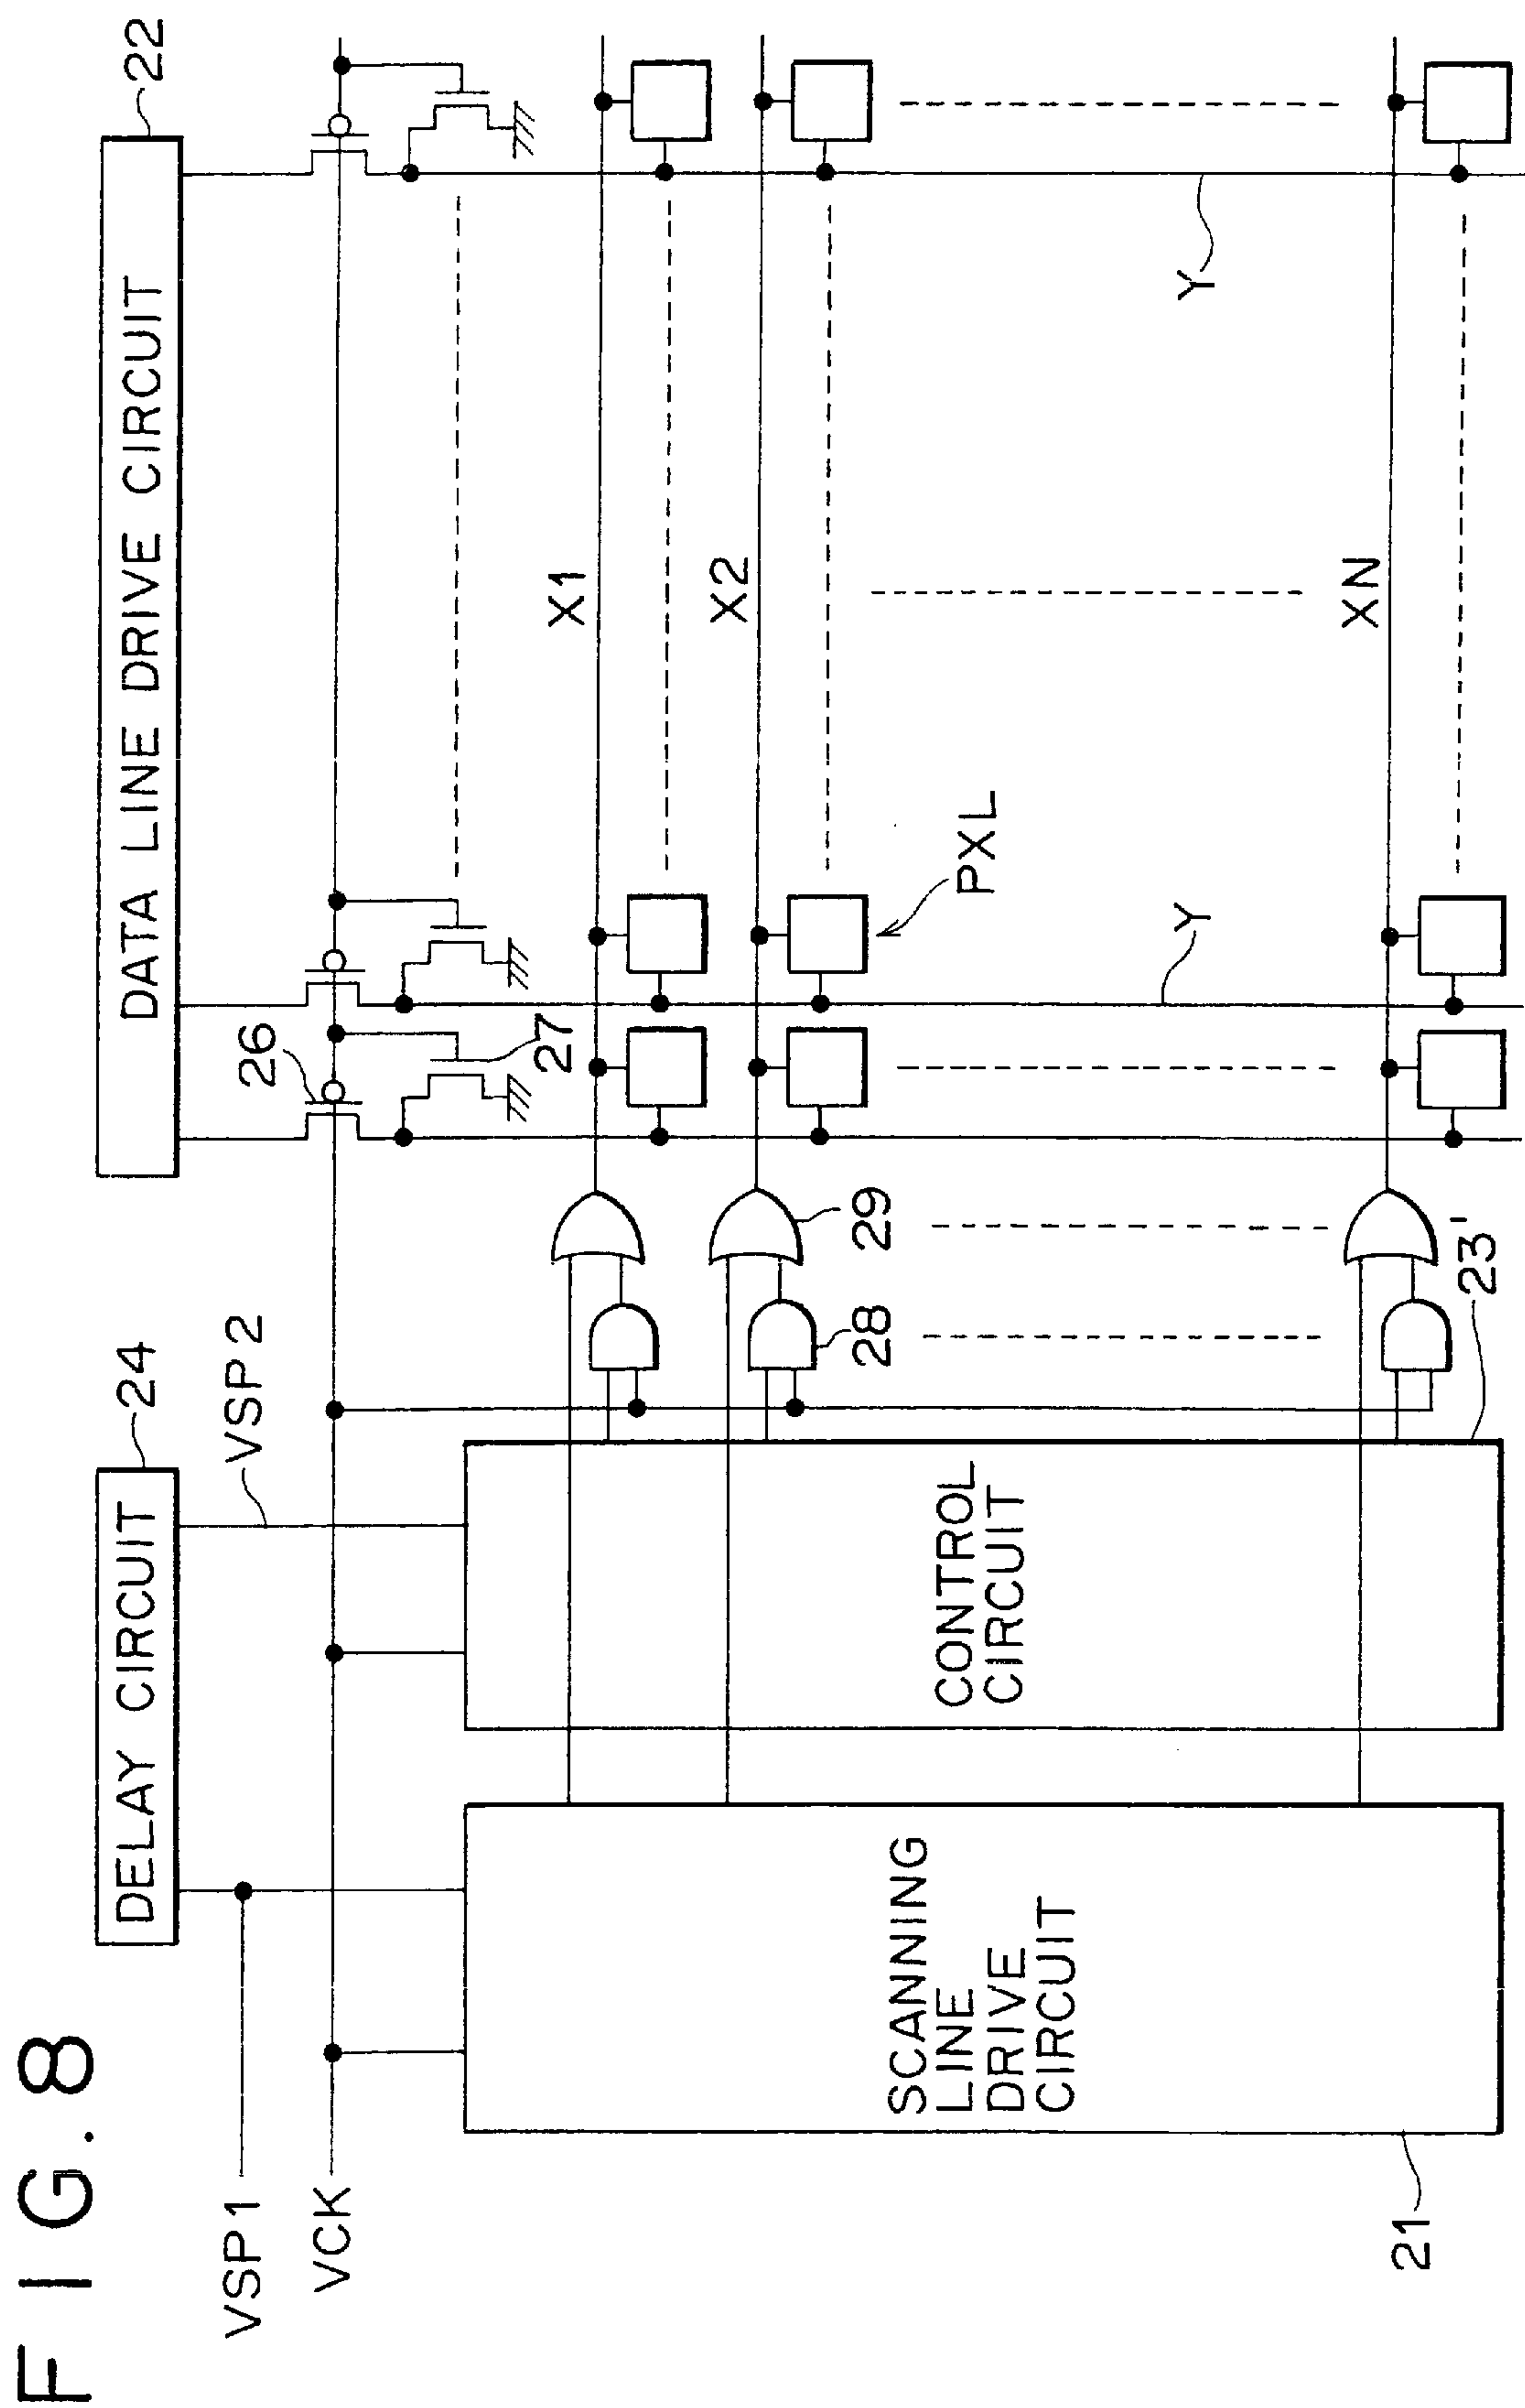 FIG. 8
DELAY CIRCUIT
24
DATA LINE DRIVE CIRCUIT
22
VSP1
VSP2
VCK
26
27
X1
X2
XN
28
29
PXL
Y
Y
SCANNING
LINE
DRIVE
CIRCUIT
CONTROL
CIRCUIT
21
23'